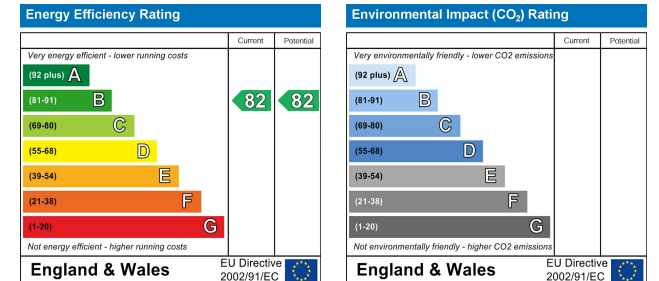 Energy Efficiency Rating
Current Potential
Very energy efficient - lower running costs
(92 plus) A
(81-91) B 82 82
(69-80) C
(55-68) D
(39-54) E
(21-38) F
(1-20) G
Not energy efficient - higher running costs
England & Wales
EU Directive
2002/91/EC
Environmental Impact (CO₂) Rating
Current Potential
Very environmentally friendly - lower CO2 emissions
(92 plus) A
(81-91) B
(69-80) C
(55-68) D
(39-54) E
(21-38) F
(1-20) G
Not environmentally friendly - higher CO2 emissions
England & Wales
EU Directive
2002/91/EC